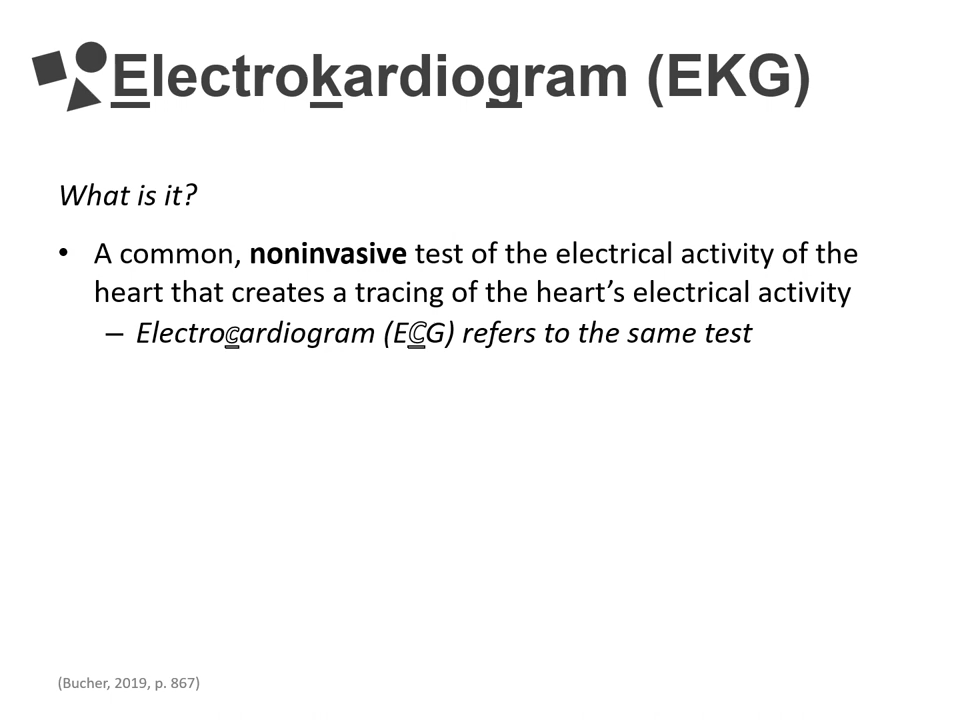 Electrokardiogram (EKG)
What is it?
• A common, noninvasive test of the electrical activity of the
heart that creates a tracing of the heart’s electrical activity
– Electrocardiogram (ECG) refers to the same test
(Bucher, 2019, p. 867)